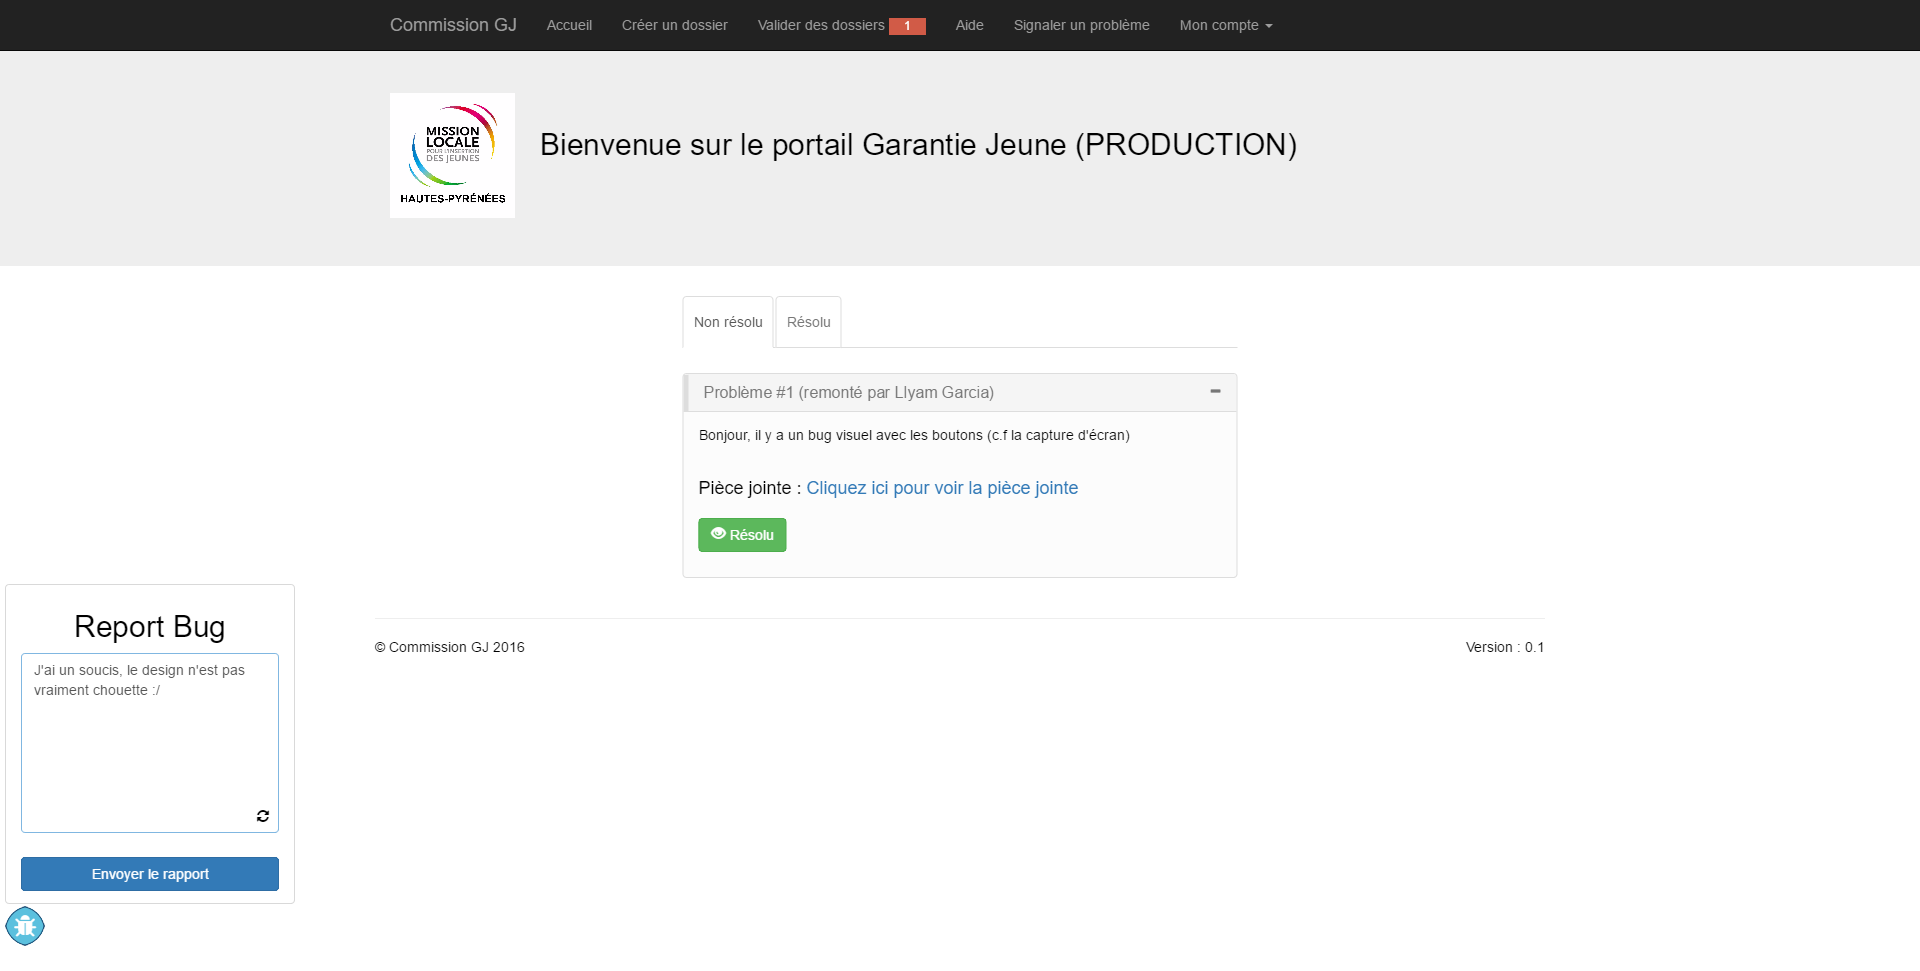 Commission GJ Accueil Créer un dossier Valider des dossiers 1 Aide Signaler un problème Mon compte
MISSION
LOCALE
POUR L'INSERTION
DES JEUNES
HAUTES-PYRÉNÉES
Bienvenue sur le portail Garantie Jeune (PRODUCTION)
Non résolu Résolu
Problème #1 (remonté par Llyam Garcia)
Bonjour, il y a un bug visuel avec les boutons (c.f la capture d'écran)
Pièce jointe : Cliquez ici pour voir la pièce jointe
Résolu
Report Bug
J'ai un soucis, le design n'est pas
vraiment chouette :/
Envoyer le rapport
© Commission GJ 2016 Version : 0.1